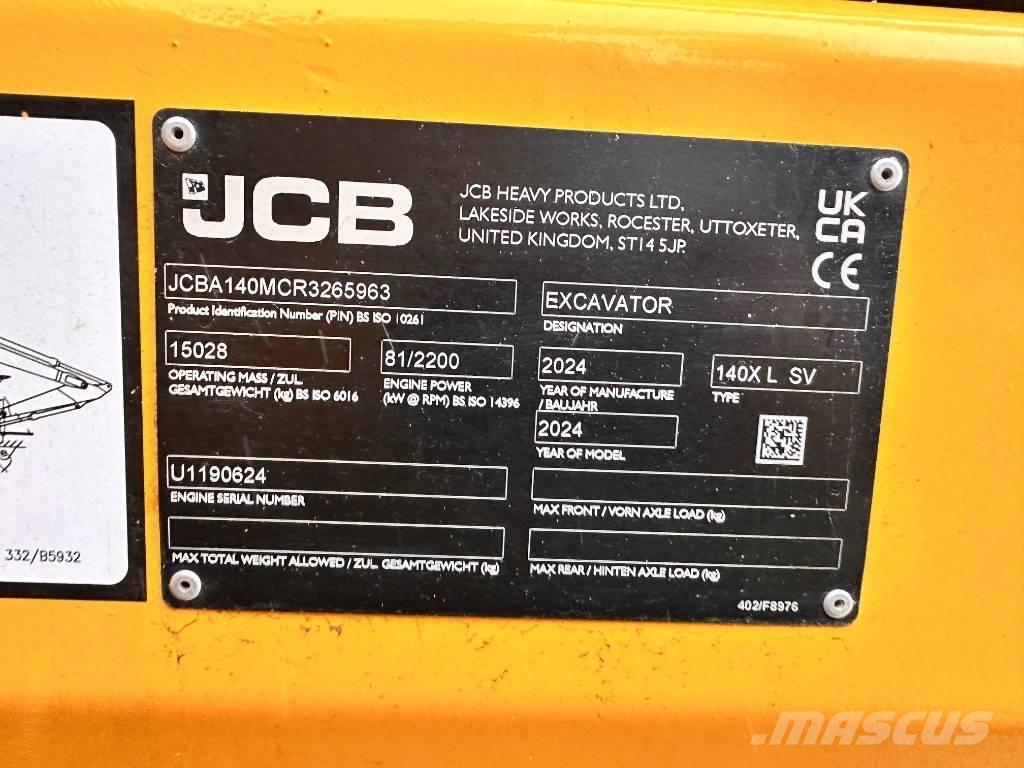 JCB
JCB HEAVY PRODUCTS LTD.
LAKESIDE WORKS, ROCESTER, UTTOXETER,
UNITED KINGDOM, ST14 5JP.
UK
CA
CE
JCBA140MCR3265963
Product Identification Number (PIN) BS ISO 10261
EXCAVATOR
DESIGNATION
15028
OPERATING MASS / ZUL.
GESAMTGEWICHT (kg) BS ISO 6016
81/2200
ENGINE POWER
(kW @ RPM) BS ISO 14396
2024
YEAR OF MANUFACTURE
/ BAUJAHR
140X L SV
TYPE
2024
YEAR OF MODEL
U1190624
ENGINE SERIAL NUMBER
MAX FRONT / VORN AXLE LOAD (kg)
MAX TOTAL WEIGHT ALLOWED / ZUL. GESAMTGEWICHT (kg)
MAX REAR / HINTEN AXLE LOAD (kg)
402/F8976
332/B5932
MASCUS